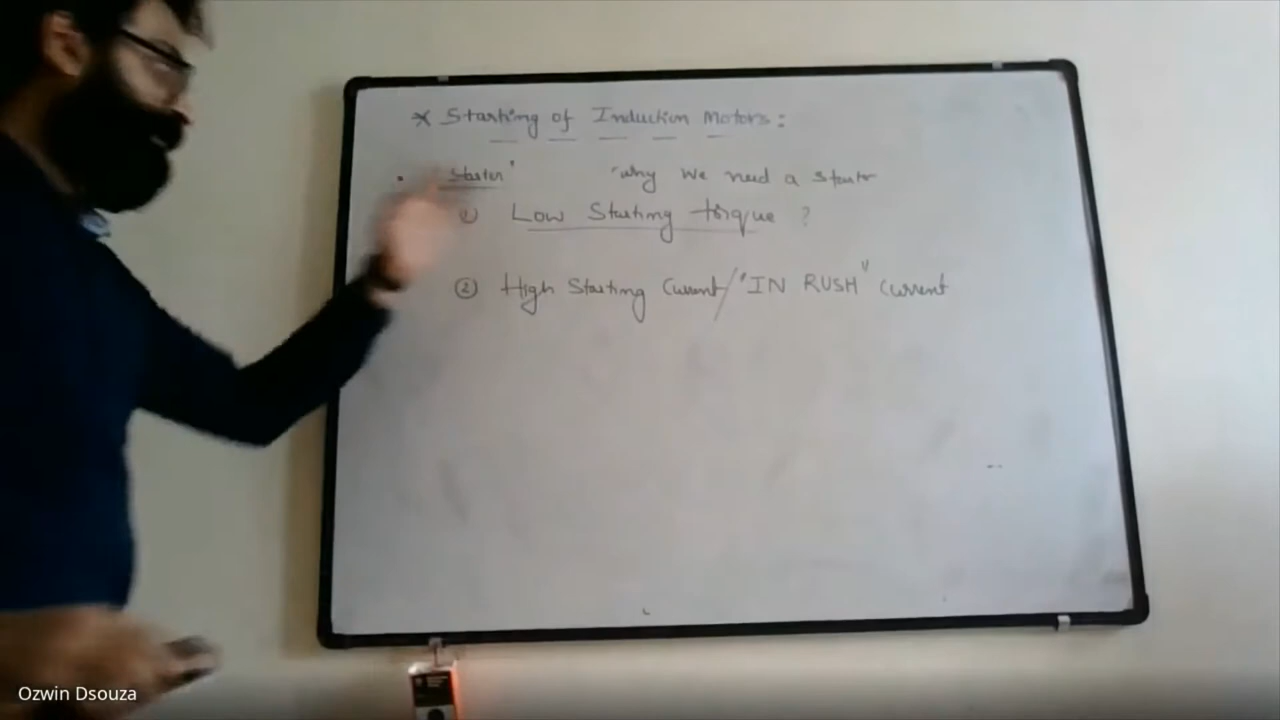 * Starting of Induction Motors:
• "Starter" "Why we need a starter
① Low Starting torque ?
② High Starting Current/"IN RUSH" current
Ozwin Dsouza